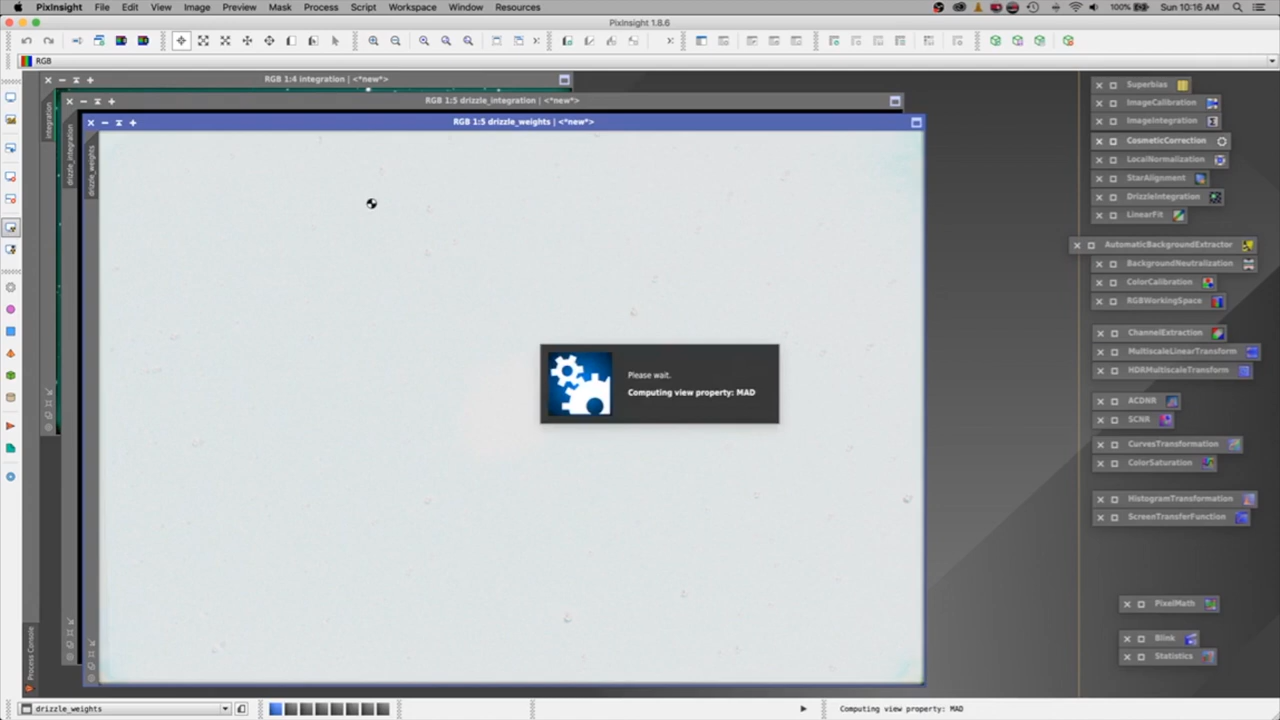 PixInsight File Edit View Image Preview Mask Process Script Workspace Window Resources 100% Sun 10:16 AM
PixInsight 1.8.6
RGB
RGB 1:4 integration | <*new*>
RGB 1:5 drizzle_integration | <*new*>
RGB 1:5 drizzle_weights | <*new*>
integration
drizzle_integration
drizzle_weights
Please wait.
Computing view property: MAD
Superbias
ImageCalibration
ImageIntegration
CosmeticCorrection
LocalNormalization
StarAlignment
DrizzleIntegration
LinearFit
AutomaticBackgroundExtractor
BackgroundNeutralization
ColorCalibration
RGBWorkingSpace
ChannelExtraction
MultiscaleLinearTransform
HDRMultiscaleTransform
ACDNR
SCNR
CurvesTransformation
ColorSaturation
HistogramTransformation
ScreenTransferFunction
PixelMath
Blink
Statistics
Process Console
drizzle_weights
Computing view property: MAD